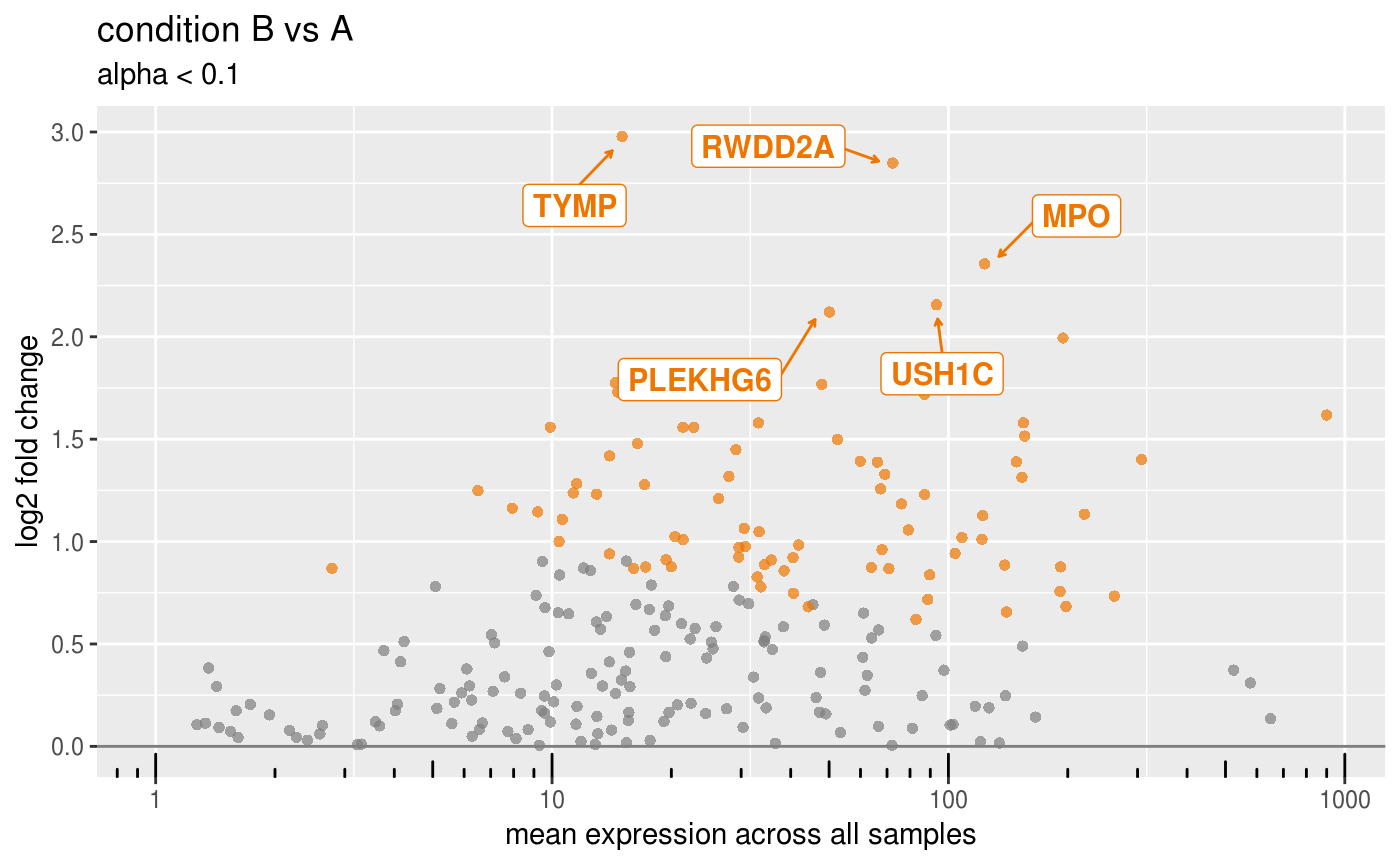 condition B vs A
alpha < 0.1
3.0
RWDD2A
TYMP
MPO
2.5
2.0
PLEKHG6
USH1C
1.5
1.0
0.5
0.0
log2 fold change
1
10
100
1000
mean expression across all samples